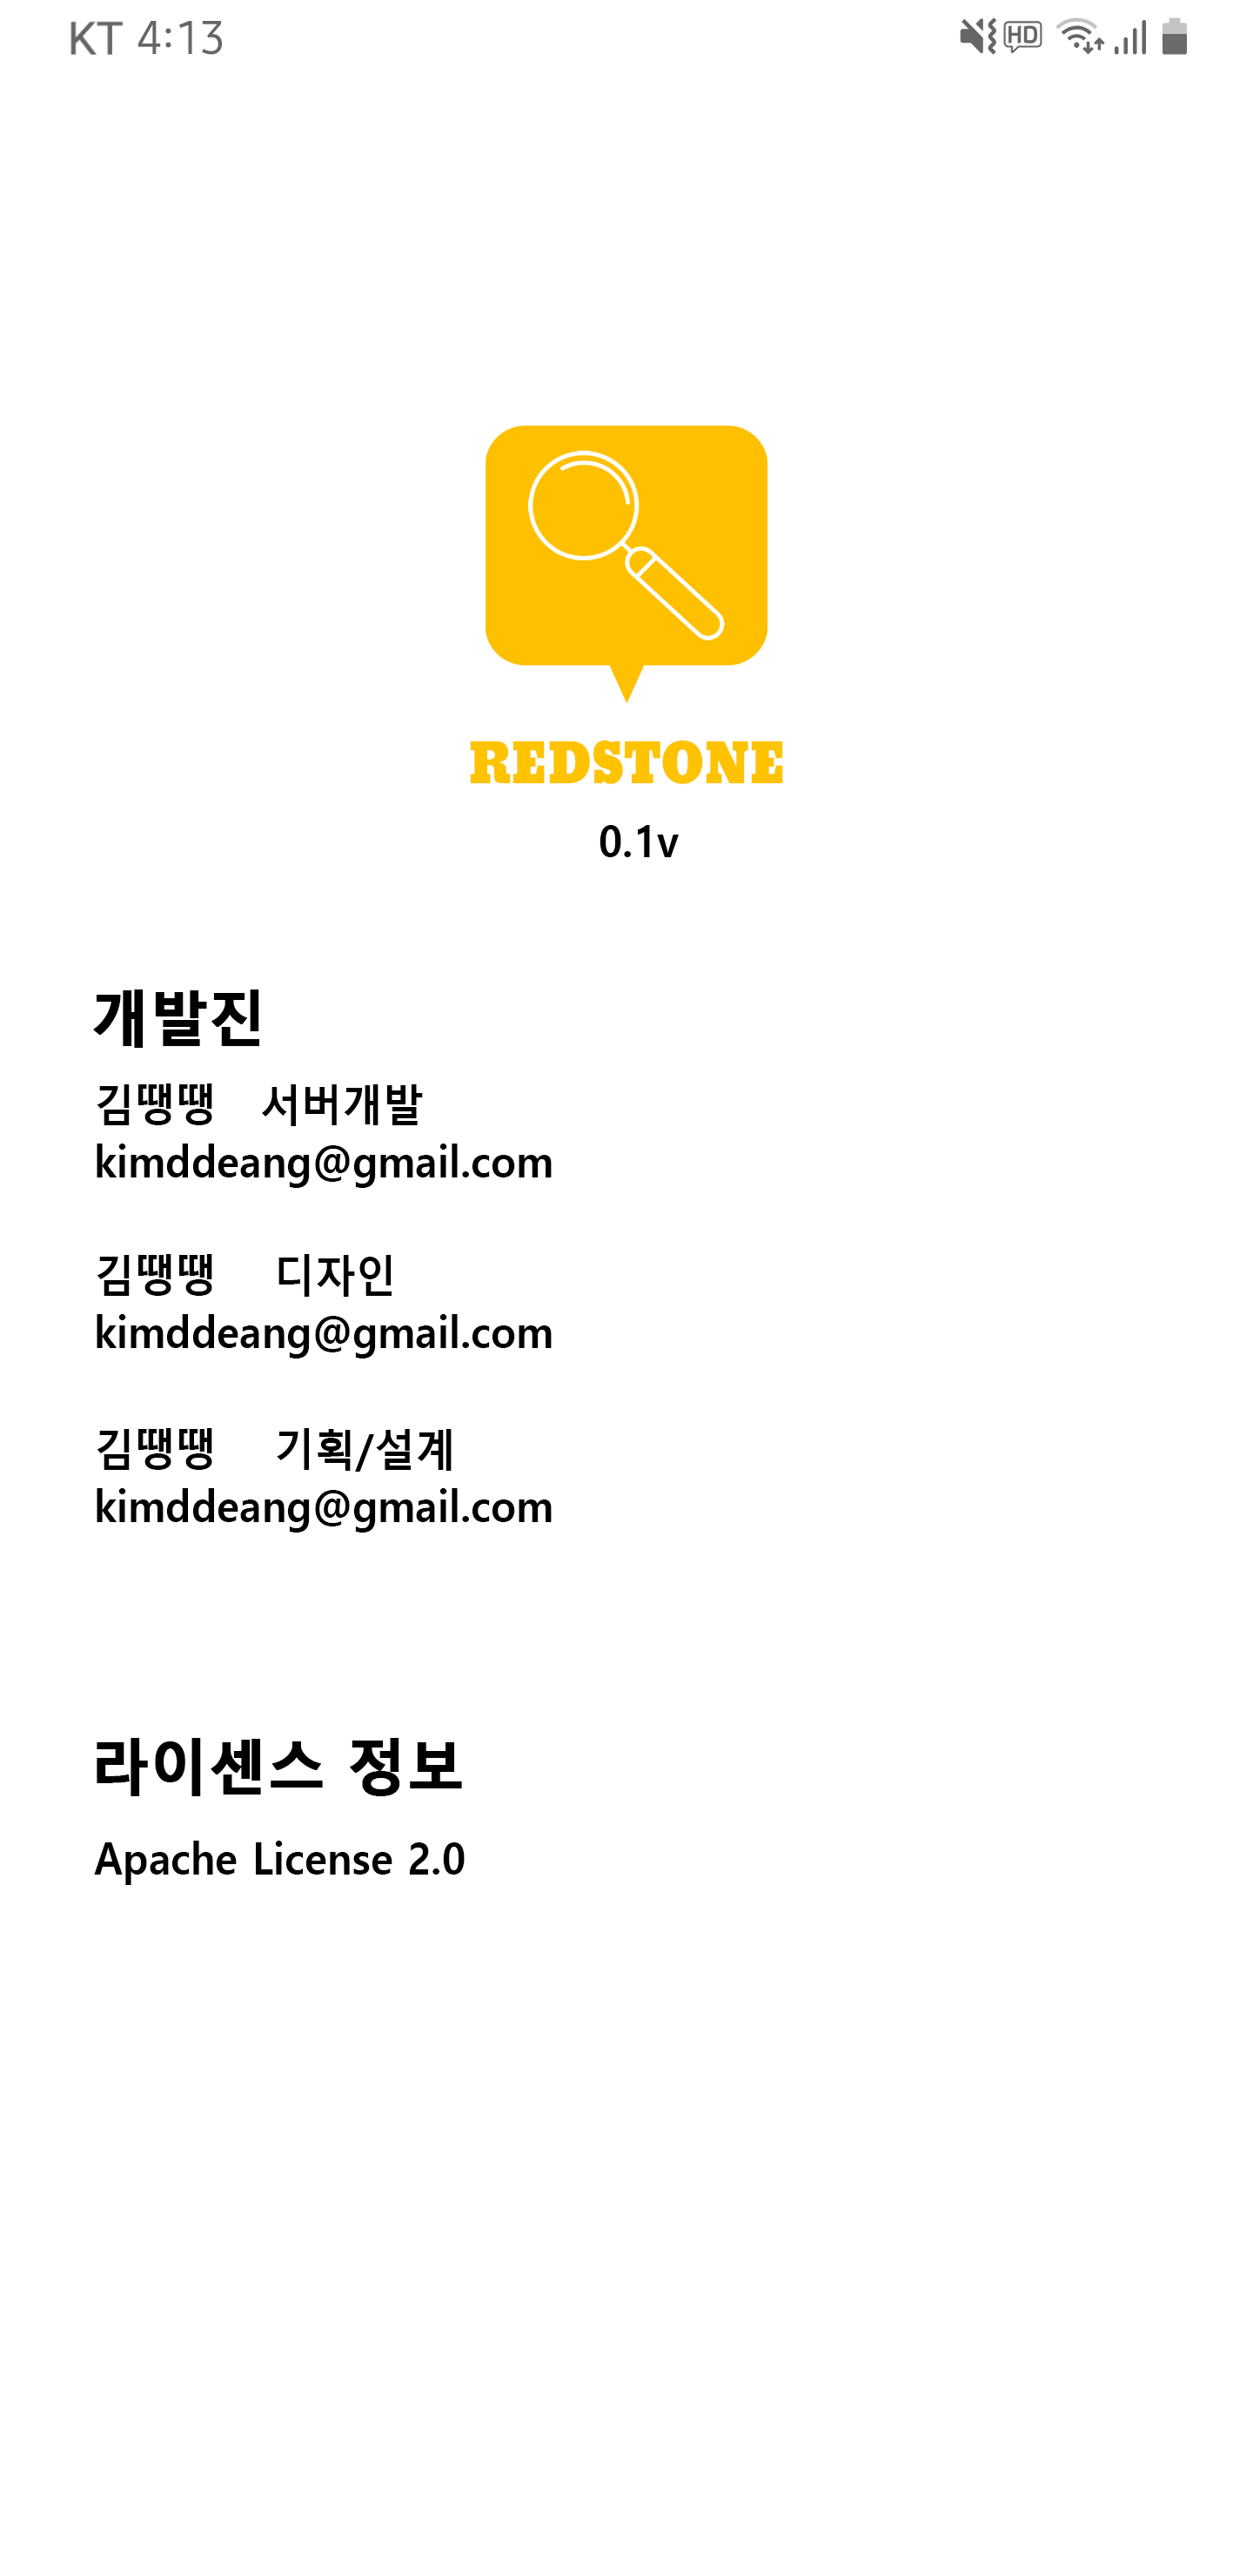 KT 4:13
HD
REDSTONE
0.1v
개발진
김땡땡 서버개발
kimddeang@gmail.com
김땡땡 디자인
kimddeang@gmail.com
김땡땡 기획/설계
kimddeang@gmail.com
라이센스 정보
Apache License 2.0